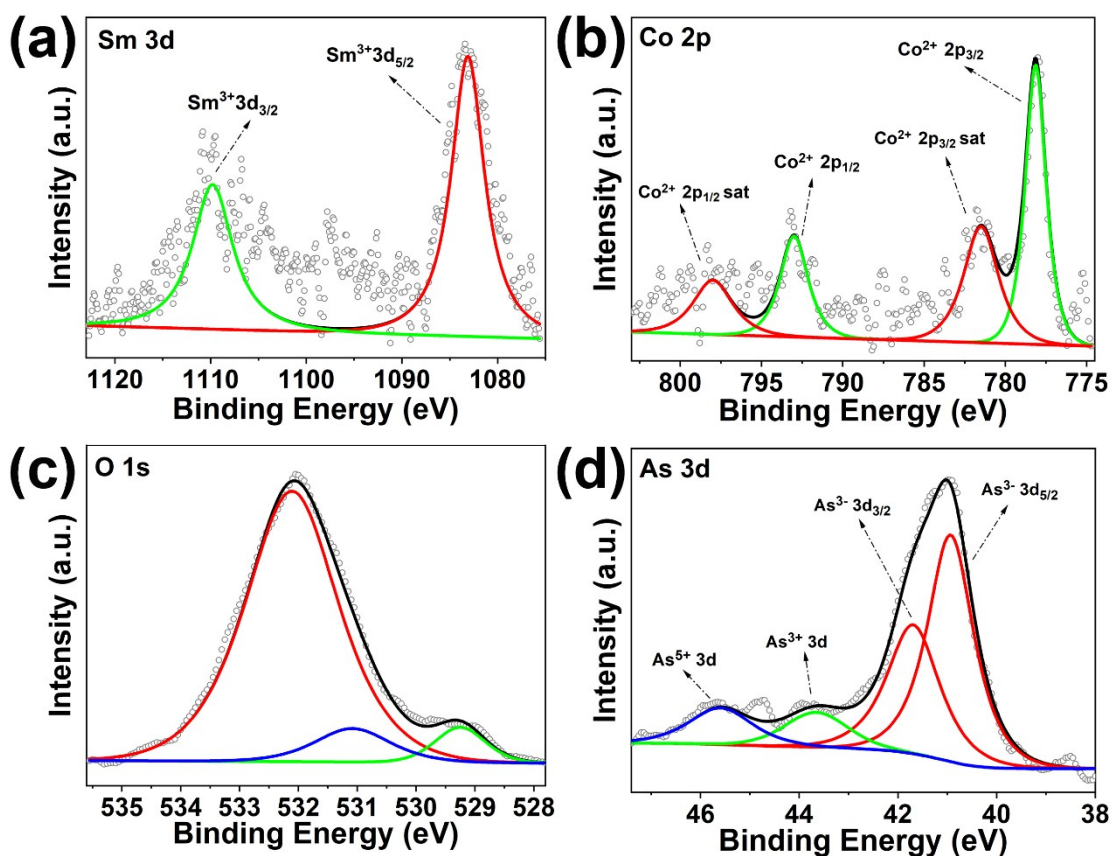 (a) Sm 3d
Sm³⁺3d₅/₂
Sm³⁺3d₃/₂
Intensity (a.u.)
1120 1110 1100 1090 1080
Binding Energy (eV)
(b) Co 2p
Co²⁺ 2p₃/₂
Co²⁺ 2p₃/₂ sat
Co²⁺ 2p₁/₂
Co²⁺ 2p₁/₂ sat
Intensity (a.u.)
800 795 790 785 780 775
Binding Energy (eV)
(c) O 1s
Intensity (a.u.)
535 534 533 532 531 530 529 528
Binding Energy (eV)
(d) As 3d
As³⁻ 3d₃/₂
As³⁻ 3d₅/₂
As³⁺ 3d
As⁵⁺ 3d
Intensity (a.u.)
46 44 42 40 38
Binding Energy (eV)